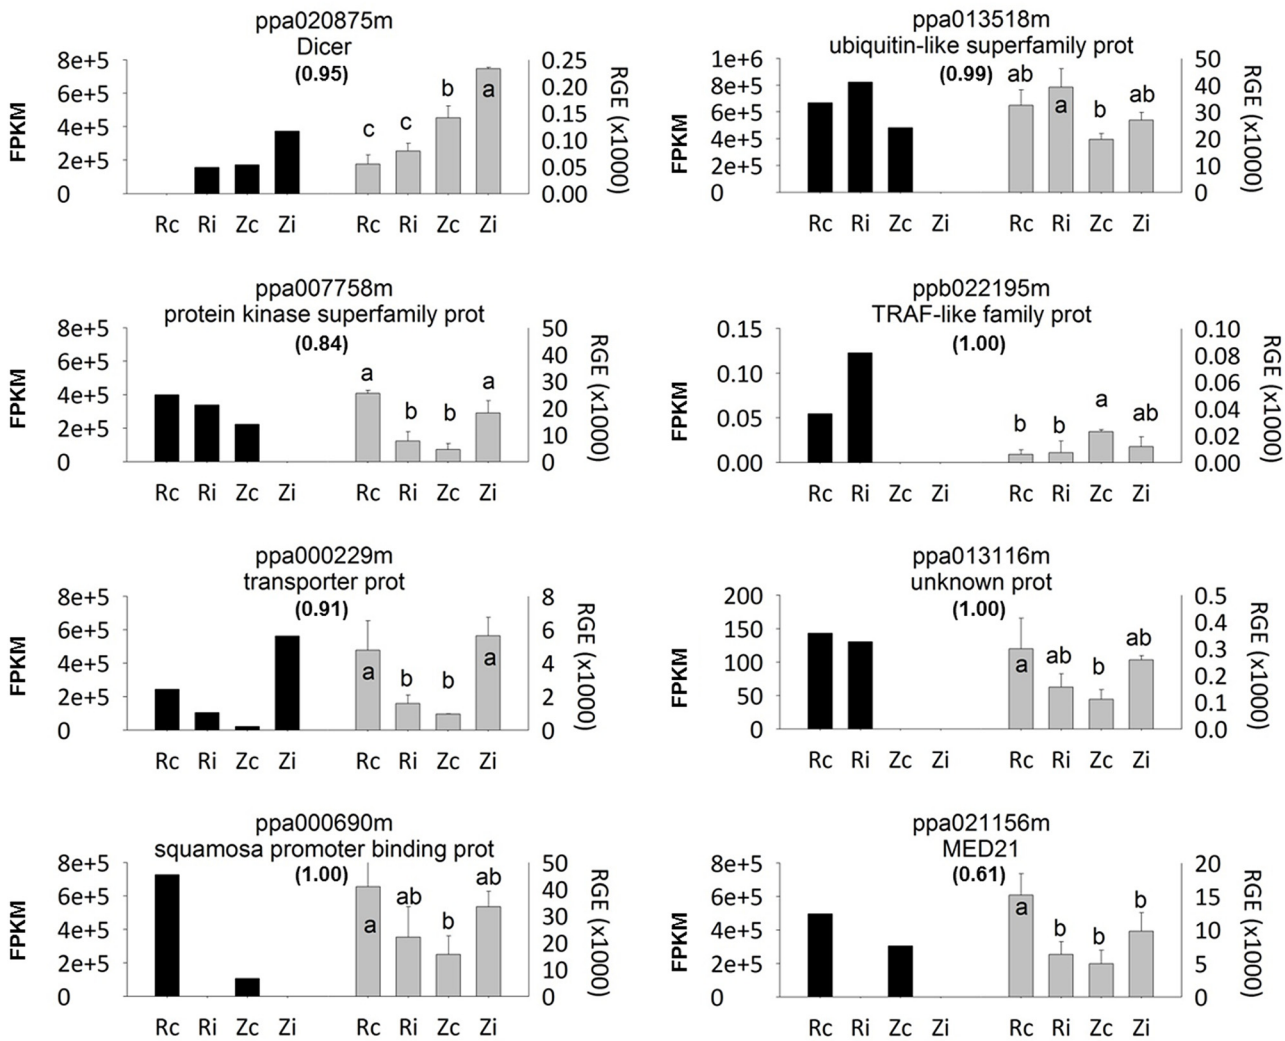 ppa020875m
Dicer
(0.95)
8e+5
6e+5
4e+5
2e+5
0
FPKM
0.25
0.20
0.15
0.10
0.05
0.00
RGE (x1000)
c
c
b
a
Rc Ri Zc Zi Rc Ri Zc Zi
ppa013518m
ubiquitin-like superfamily prot
(0.99)
1e+6
8e+5
6e+5
4e+5
2e+5
0
FPKM
50
40
30
20
10
0
RGE (x1000)
ab
a
b
ab
Rc Ri Zc Zi Rc Ri Zc Zi
ppa007758m
protein kinase superfamily prot
(0.84)
8e+5
6e+5
4e+5
2e+5
0
FPKM
50
40
30
20
10
0
RGE (x1000)
a
b
b
a
Rc Ri Zc Zi Rc Ri Zc Zi
ppb022195m
TRAF-like family prot
(1.00)
0.15
0.10
0.05
0.00
FPKM
0.10
0.08
0.06
0.04
0.02
0.00
RGE (x1000)
b
b
a
ab
Rc Ri Zc Zi Rc Ri Zc Zi
ppa000229m
transporter prot
(0.91)
8e+5
6e+5
4e+5
2e+5
0
FPKM
8
6
4
2
0
RGE (x1000)
a
b
b
a
Rc Ri Zc Zi Rc Ri Zc Zi
ppa013116m
unknown prot
(1.00)
200
150
100
50
0
FPKM
0.5
0.4
0.3
0.2
0.1
0.0
RGE (x1000)
a
ab
b
ab
Rc Ri Zc Zi Rc Ri Zc Zi
ppa000690m
squamosa promoter binding prot
(1.00)
8e+5
6e+5
4e+5
2e+5
0
FPKM
50
40
30
20
10
0
RGE (x1000)
a
ab
b
ab
Rc Ri Zc Zi Rc Ri Zc Zi
ppa021156m
MED21
(0.61)
8e+5
6e+5
4e+5
2e+5
0
FPKM
20
15
10
5
0
RGE (x1000)
a
b
b
b
Rc Ri Zc Zi Rc Ri Zc Zi